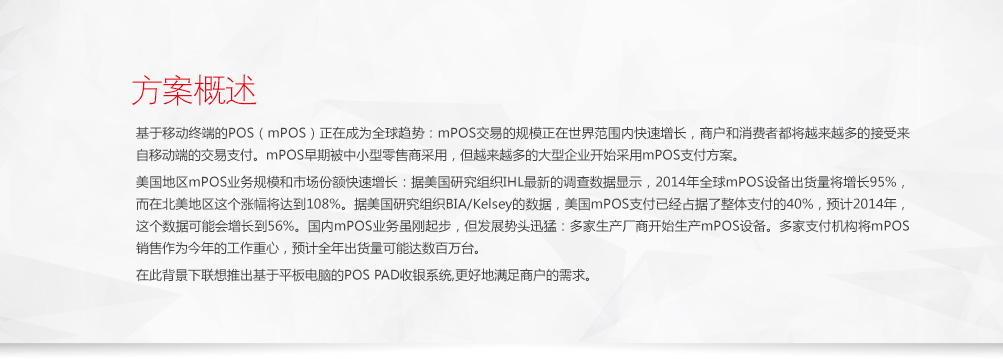 方案概述
基于移动终端的POS（mPOS）正在成为全球趋势：mPOS交易的规模正在世界范围内快速增长，商户和消费者都将越来越多的接受来
自移动端的交易支付。mPOS早期被中小型零售商采用，但越来越多的大型企业开始采用mPOS支付方案。
美国地区mPOS业务规模和市场份额快速增长：据美国研究组织IHL最新的调查数据显示，2014年全球mPOS设备出货量将增长95%，
而在北美地区这个涨幅将达到108%。据美国研究组织BIA/Kelsey的数据，美国mPOS支付已经占据了整体支付的40%，预计2014年，
这个数据可能会增长到56%。国内mPOS业务虽刚起步，但发展势头迅猛：多家生产厂商开始生产mPOS设备。多家支付机构将mPOS
销售作为今年的工作重心，预计全年出货量可能达数百万台。
在此背景下联想推出基于平板电脑的POS PAD收银系统,更好地满足商户的需求。